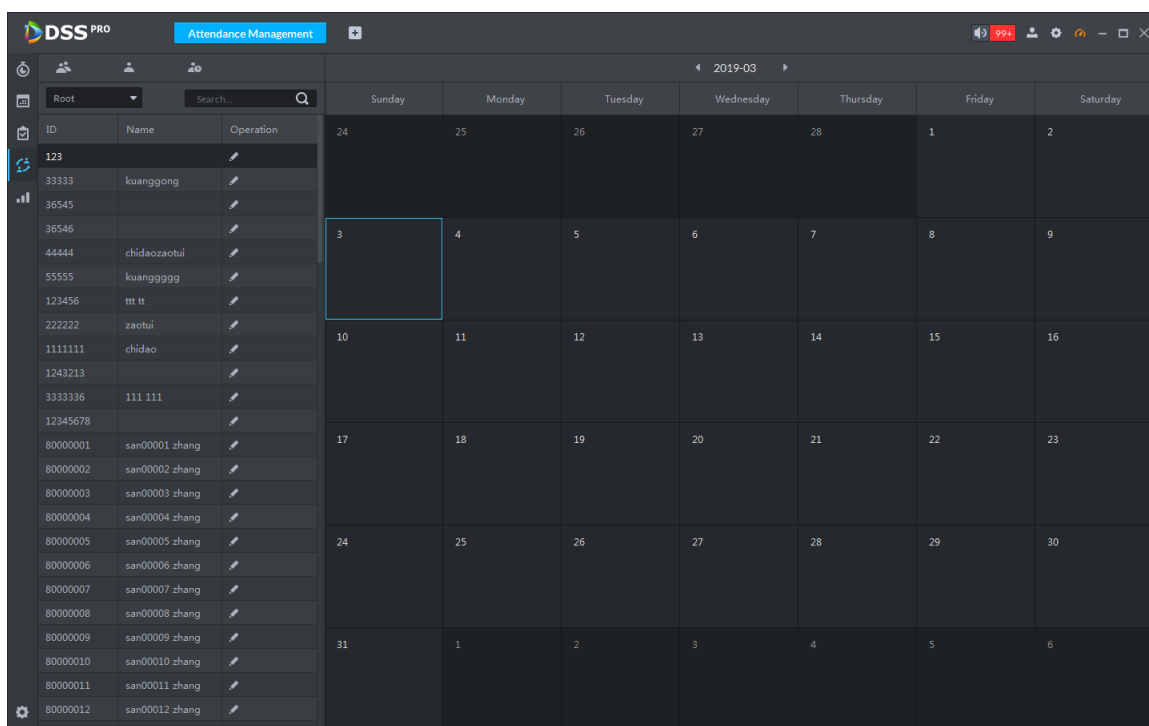 DSS PRO Attendance Management 99+
2019-03
Root Search...
Sunday Monday Tuesday Wednesday Thursday Friday Saturday
ID Name Operation
24 25 26 27 28 1 2
123
33333 kuanggong
36545
36546
3 4 5 6 7 8 9
44444 chidaozaotui
55555 kuanggggg
123456 ttt tt
222222 zaotui
10 11 12 13 14 15 16
1111111 chidao
1243213
3333336 111 111
12345678
17 18 19 20 21 22 23
80000001 san00001 zhang
80000002 san00002 zhang
80000003 san00003 zhang
80000004 san00004 zhang
80000005 san00005 zhang
24 25 26 27 28 29 30
80000006 san00006 zhang
80000007 san00007 zhang
80000008 san00008 zhang
80000009 san00009 zhang
31 1 2 3 4 5 6
80000010 san00010 zhang
80000011 san00011 zhang
80000012 san00012 zhang